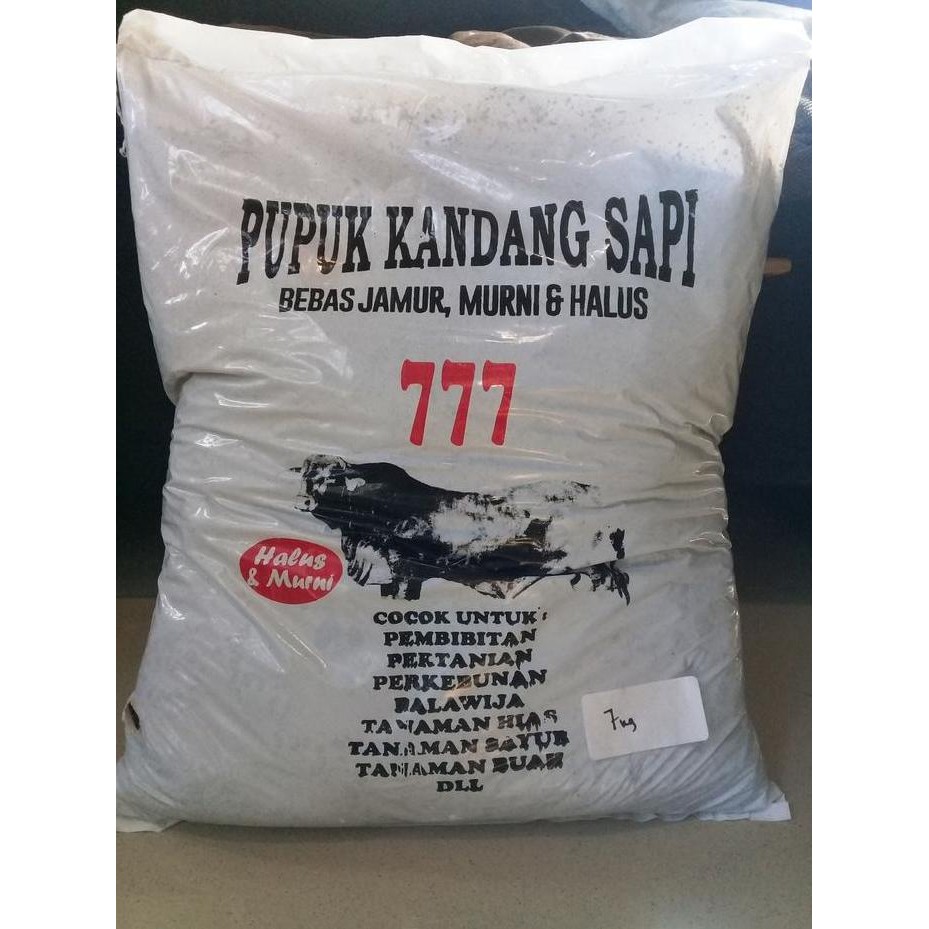 PUPUK KANDANG SAPI
BEBAS JAMUR, MURNI & HALUS
777
Halus
& Murni
COCOK UNTUK :
PEMBIBITAN
PERTANIAN
PERKEBUNAN
PALAWIJA
TANAMAN HIAS
TANAMAN SAYUR
TANAMAN BUAH
DLL
7kg